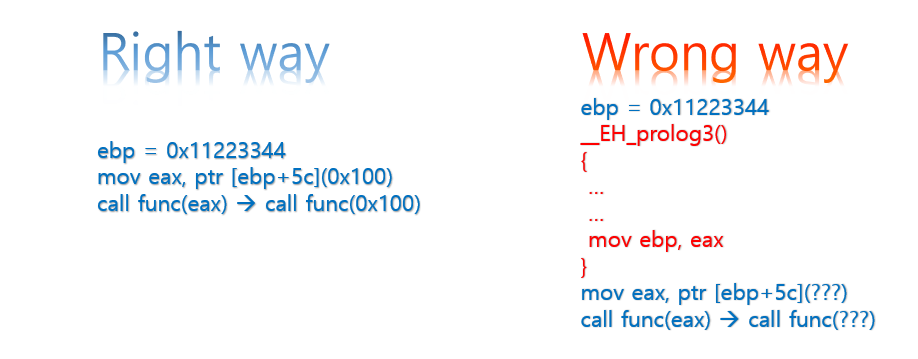 Right way
ebp = 0x11223344
mov eax, ptr [ebp+5c](0x100)
call func(eax) → call func(0x100)
Wrong way
ebp = 0x11223344
__EH_prolog3()
{
...
...
mov ebp, eax
}
mov eax, ptr [ebp+5c](???)
call func(eax) → call func(???)